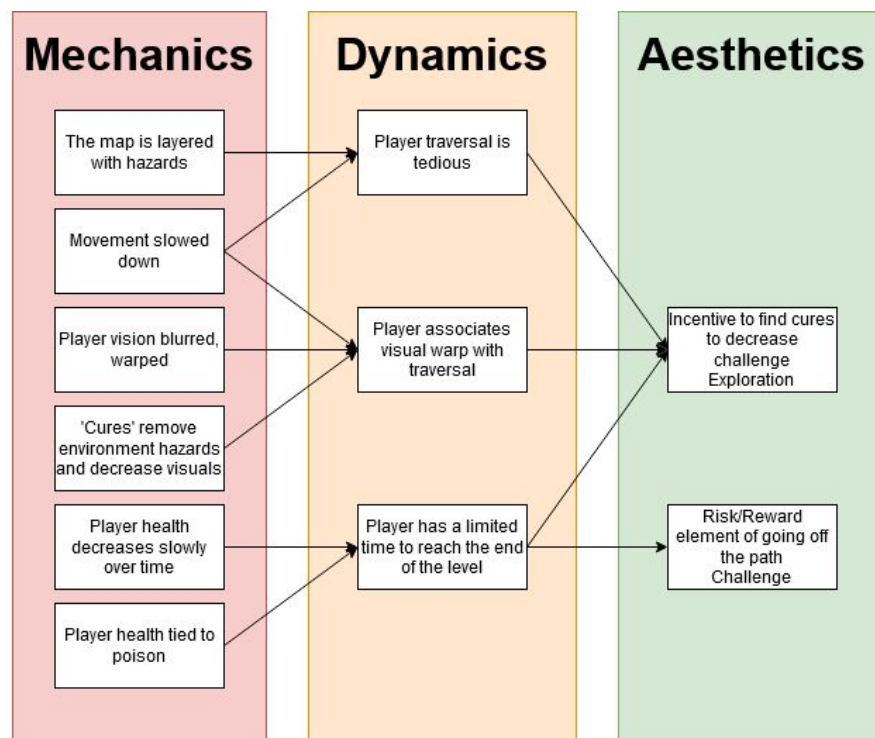 Mechanics
Dynamics
Aesthetics
The map is layered
with hazards
Movement slowed
down
Player vision blurred,
warped
'Cures' remove
environment hazards
and decrease visuals
Player health
decreases slowly
over time
Player health tied to
poison
Player traversal is
tedious
Player associates
visual warp with
traversal
Player has a limited
time to reach the end
of the level
Incentive to find cures
to decrease
challenge
Exploration
Risk/Reward
element of going off
the path
Challenge